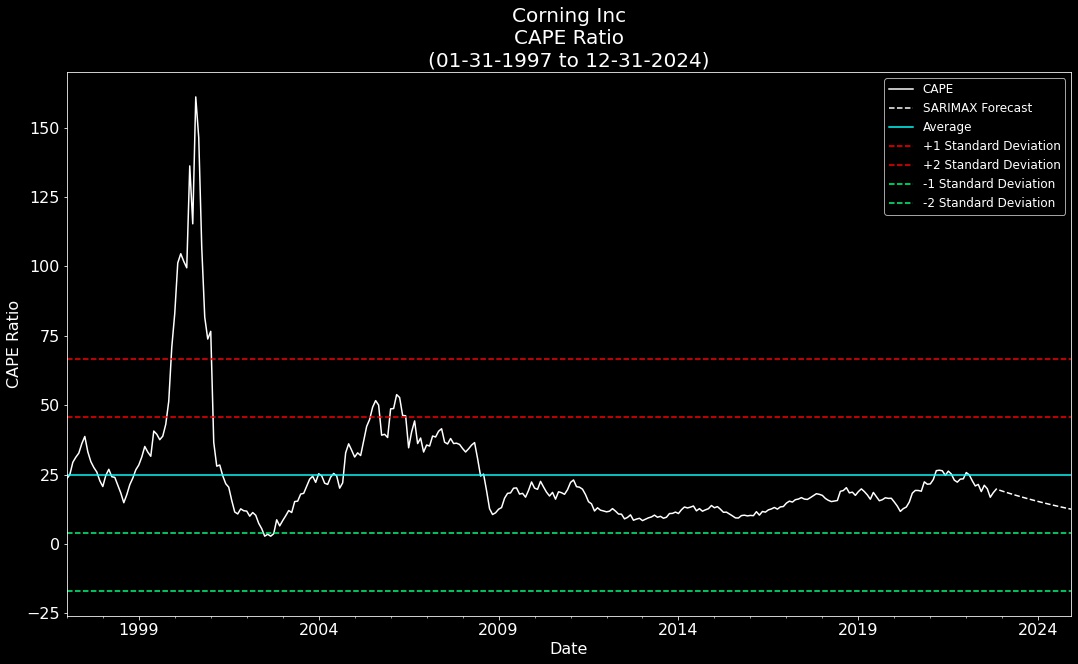 Corning Inc
CAPE Ratio
(01-31-1997 to 12-31-2024)
CAPE
SARIMAX Forecast
Average
+1 Standard Deviation
+2 Standard Deviation
-1 Standard Deviation
-2 Standard Deviation
CAPE Ratio
150
125
100
75
50
25
0
−25
1999
2004
2009
2014
2019
2024
Date